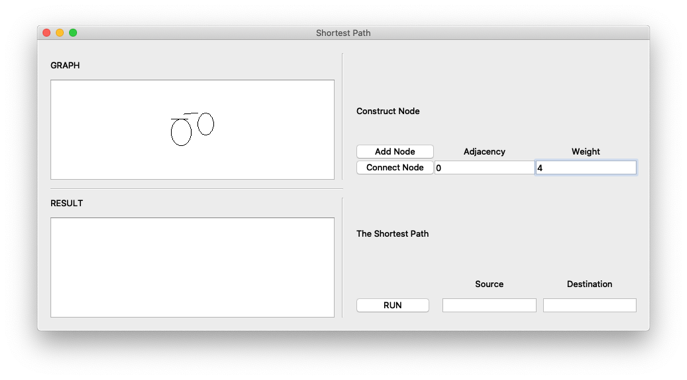 Shortest Path
GRAPH
Construct Node
Add Node Adjacency Weight
Connect Node 0 4
RESULT
The Shortest Path
Source Destination
RUN